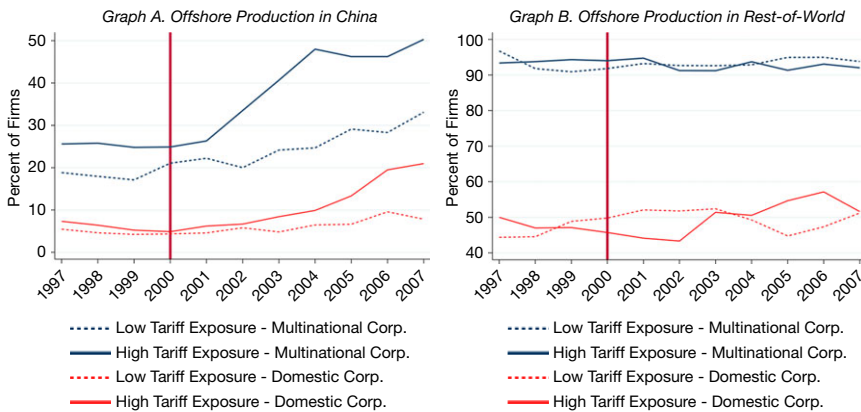 Graph A. Offshore Production in China
Percent of Firms
50
40
30
20
10
0
1997 1998 1999 2000 2001 2002 2003 2004 2005 2006 2007
Low Tariff Exposure - Multinational Corp.
High Tariff Exposure - Multinational Corp.
Low Tariff Exposure - Domestic Corp.
High Tariff Exposure - Domestic Corp.
Graph B. Offshore Production in Rest-of-World
Percent of Firms
100
90
80
70
60
50
40
1997 1998 1999 2000 2001 2002 2003 2004 2005 2006 2007
Low Tariff Exposure - Multinational Corp.
High Tariff Exposure - Multinational Corp.
Low Tariff Exposure - Domestic Corp.
High Tariff Exposure - Domestic Corp.